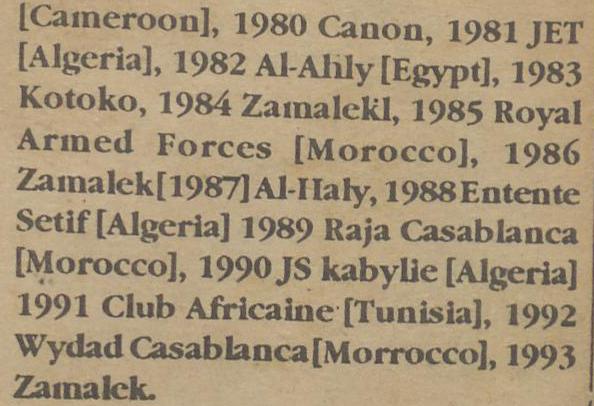 [Cameroon], 1980 Canon, 1981 JET
[Algeria], 1982 Al-Ahly [Egypt], 1983
Kotoko, 1984 Zamalekl, 1985 Royal
Armed Forces [Morocco], 1986
Zamalek[1987] Al-Haly, 1988 Entente
Setif [Algeria] 1989 Raja Casablanca
[Morocco], 1990 JS kabylie [Algeria]
1991 Club Africaine [Tunisia], 1992
Wydad Casablanca[Morrocco], 1993
Zamalek.